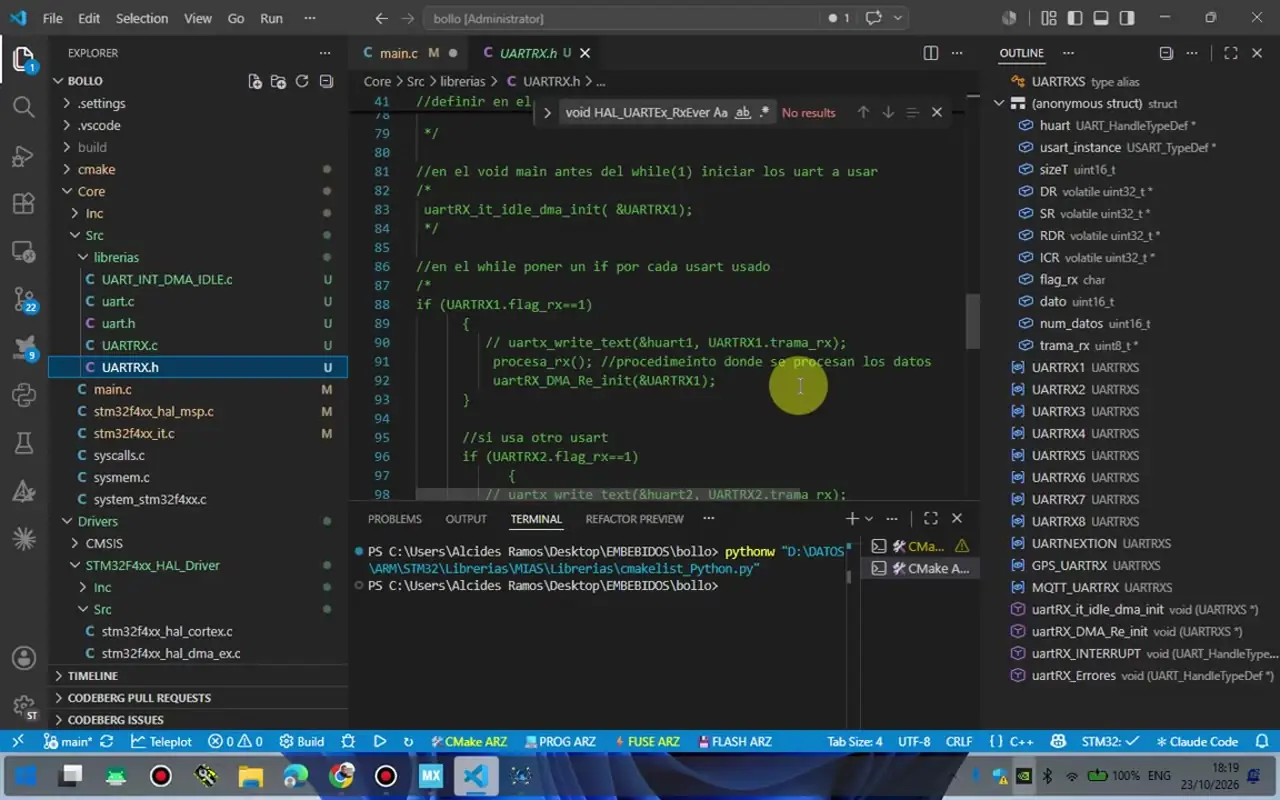 File Edit Selection View Go Run ···
bollo [Administrator]
1
EXPLORER
BOLLO
.settings
.vscode
build
cmake
Core
Inc
Src
librerias
UART_INT_DMA_IDLE.c U
uart.c U
uart.h U
UARTRX.c U
UARTRX.h U
main.c M
stm32f4xx_hal_msp.c M
stm32f4xx_it.c M
syscalls.c
sysmem.c
system_stm32f4xx.c
Drivers
CMSIS
STM32F4xx_HAL_Driver
Inc
Src
stm32f4xx_hal_cortex.c
stm32f4xx_hal_dma_ex.c
TIMELINE
CODEBERG PULL REQUESTS
CODEBERG ISSUES
1
22
9
ST
main.c M
UARTRX.h U
Core > Src > librerias > C UARTRX.h > ...
41 //definir en el
void HAL_UARTEx_RxEver Aa ab .* No results
78
79 */
80
81 //en el void main antes del while(1) iniciar los uart a usar
82 /*
83 uartRX_it_idle_dma_init( &UARTRX1);
84 */
85
86 //en el while poner un if por cada usart usado
87 /*
88 if (UARTRX1.flag_rx==1)
89 {
90 // uartx_write_text(&huart1, UARTRX1.trama_rx);
91 procesa_rx(); //procedimeinto donde se procesan los datos
92 uartRX_DMA_Re_init(&UARTRX1);
93 }
94
95 //si usa otro usart
96 if (UARTRX2.flag_rx==1)
97 {
98 // uartx_write_text(&huart2, UARTRX2.trama_rx);
PROBLEMS OUTPUT TERMINAL REFACTOR PREVIEW ···
PS C:\Users\Alcides Ramos\Desktop\EMBEBIDOS\bollo> pythonw "D:\DATOS
\ARM\STM32\Librerias\MIAS\Librerias\cmakelist_Python.py"
PS C:\Users\Alcides Ramos\Desktop\EMBEBIDOS\bollo>
CMa...
CMake A...
OUTLINE
UARTRXS type alias
(anonymous struct) struct
huart UART_HandleTypeDef *
usart_instance USART_TypeDef *
sizeT uint16_t
DR volatile uint32_t *
SR volatile uint32_t *
RDR volatile uint32_t *
ICR volatile uint32_t *
flag_rx char
dato uint16_t
num_datos uint16_t
trama_rx uint8_t *
UARTRX1 UARTRXS
UARTRX2 UARTRXS
UARTRX3 UARTRXS
UARTRX4 UARTRXS
UARTRX5 UARTRXS
UARTRX6 UARTRXS
UARTRX7 UARTRXS
UARTRX8 UARTRXS
UARTNEXTION UARTRXS
GPS_UARTRX UARTRXS
MQTT_UARTRX UARTRXS
uartRX_it_idle_dma_init void (UARTRXS *)
uartRX_DMA_Re_init void (UARTRXS *)
uartRX_INTERRUPT void (UART_HandleType...
uartRX_Errores void (UART_HandleTypeDef *)
main* Teleplot 0 0 Build CMake ARZ PROG ARZ FUSE ARZ FLASH ARZ Tab Size: 4 UTF-8 CRLF {} C++ STM32: Claude Code
MX 100% ENG 18:19
23/10/2026